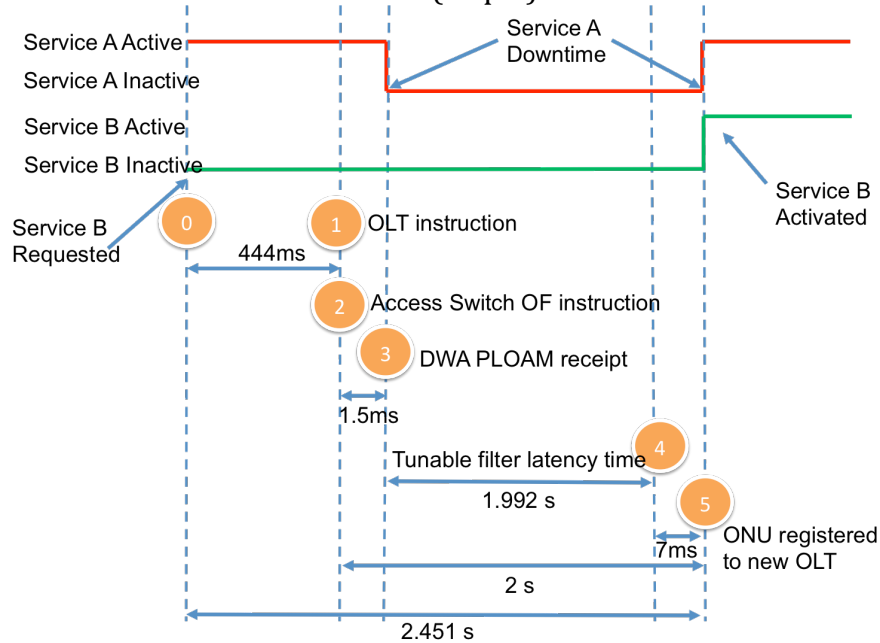 Service A Active
Service A
Downtime
Service A Inactive
Service B Active
Service B Inactive
Service B
Activated
Service B
Requested
0
1
OLT instruction
444ms
2
Access Switch OF instruction
3
DWA PLOAM receipt
1.5ms
4
Tunable filter latency time
1.992 s
5
ONU registered
to new OLT
7ms
2 s
2.451 s